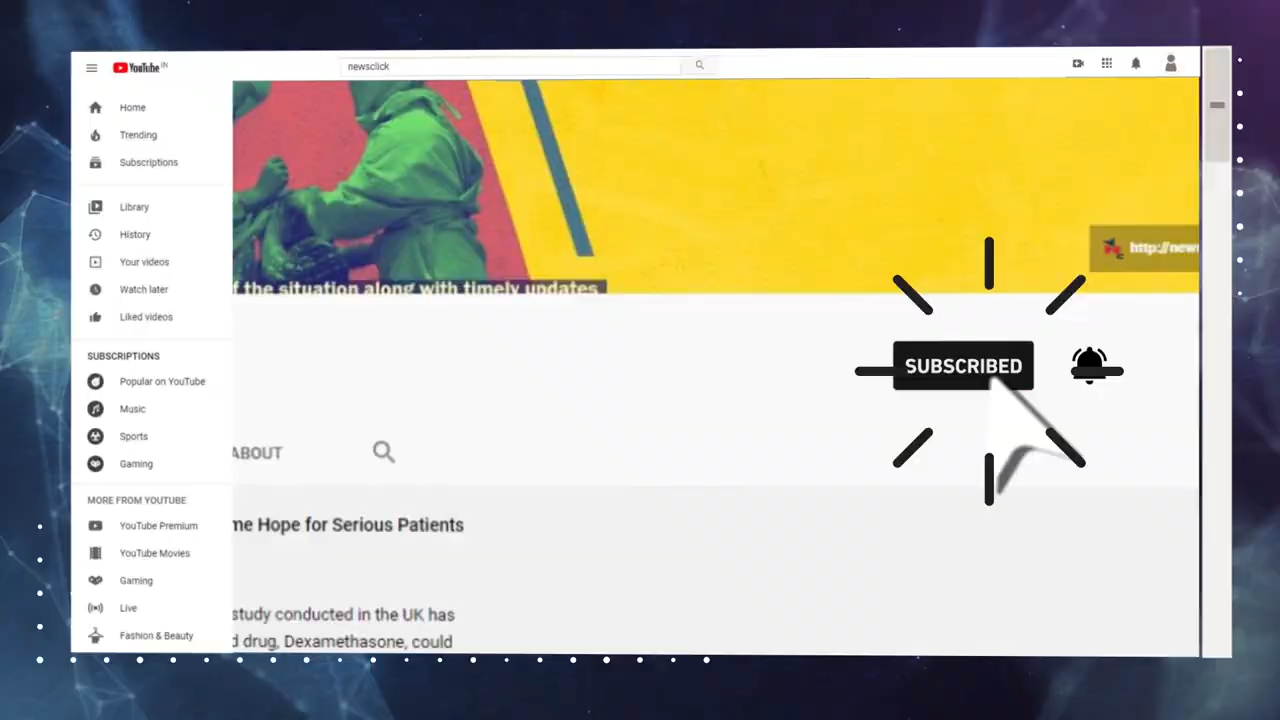 YouTube IN
newsclick
Home
Trending
Subscriptions
Library
History
Your videos
Watch later
Liked videos
SUBSCRIPTIONS
Popular on YouTube
Music
Sports
Gaming
MORE FROM YOUTUBE
YouTube Premium
YouTube Movies
Gaming
Live
Fashion & Beauty
http://new
f the situation along with timely updates
SUBSCRIBED
ABOUT
me Hope for Serious Patients
study conducted in the UK has
d drug, Dexamethasone, could